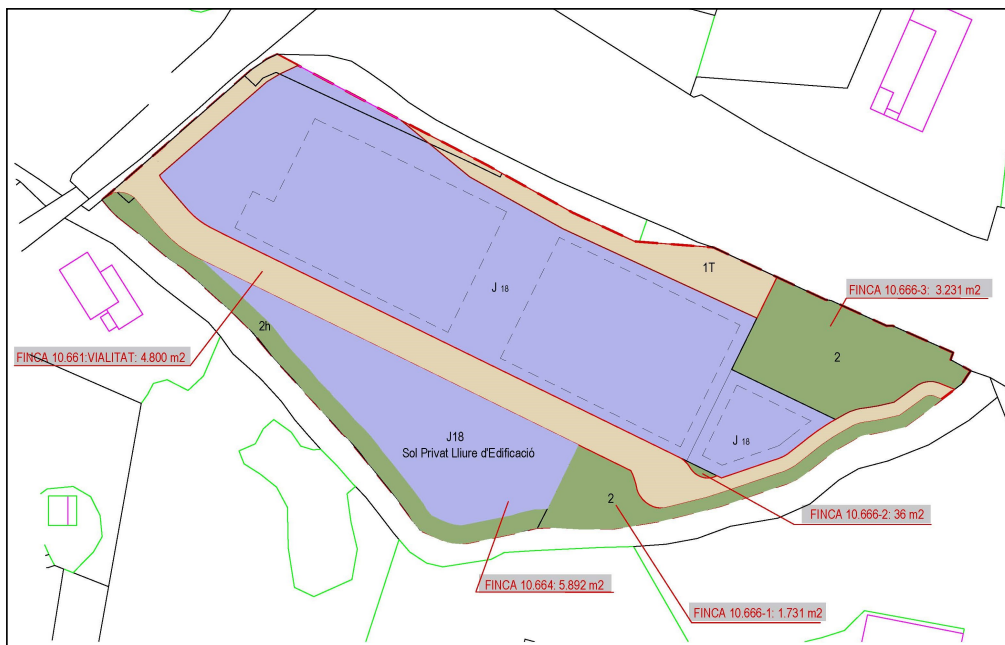 1T
FINCA 10.666-3: 3.231 m2
J 18
2h
FINCA 10.661:VIALITAT: 4.800 m2
2
J18
Sol Privat Lliure d'Edificació
J 18
2
FINCA 10.666-2: 36 m2
FINCA 10.664: 5.892 m2
FINCA 10.666-1: 1.731 m2